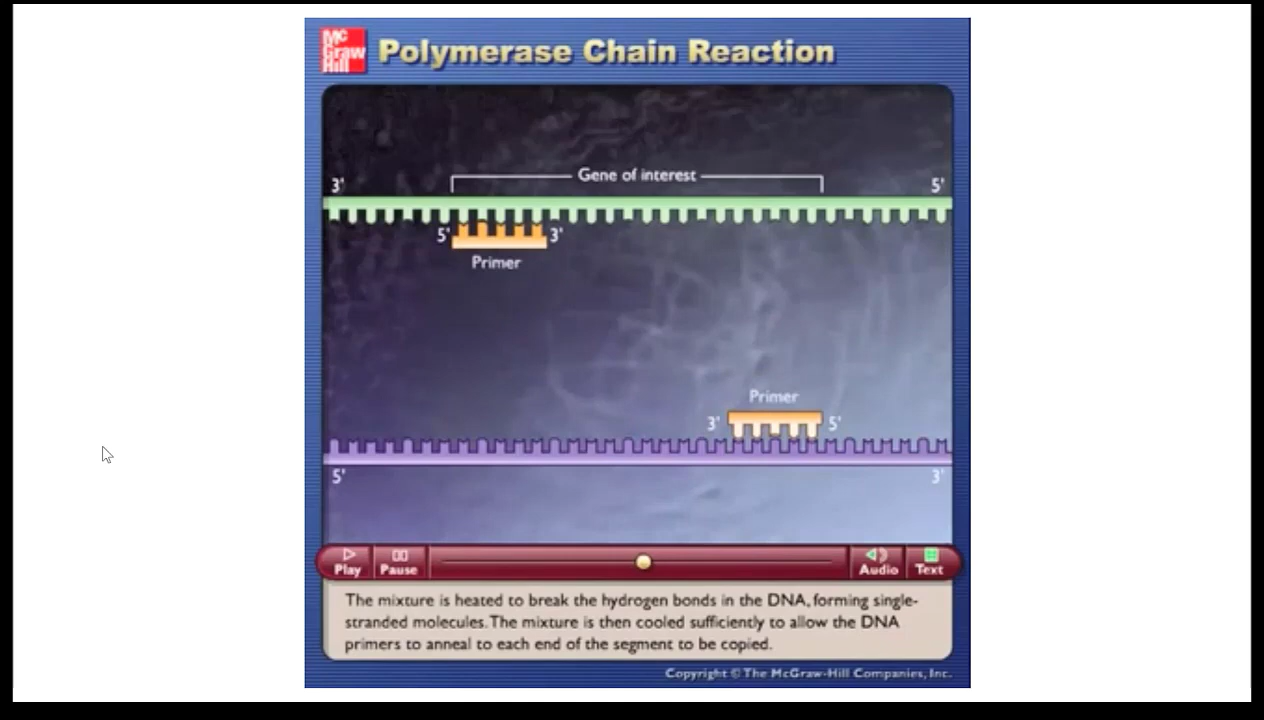 Mc
Graw
Hill
Polymerase Chain Reaction
Gene of interest
3' 5'
5' 3'
Primer
Primer
3' 5'
5' 3'
Play Pause Audio Text
The mixture is heated to break the hydrogen bonds in the DNA, forming single-
stranded molecules. The mixture is then cooled sufficiently to allow the DNA
primers to anneal to each end of the segment to be copied.
Copyright © The McGraw-Hill Companies, Inc.